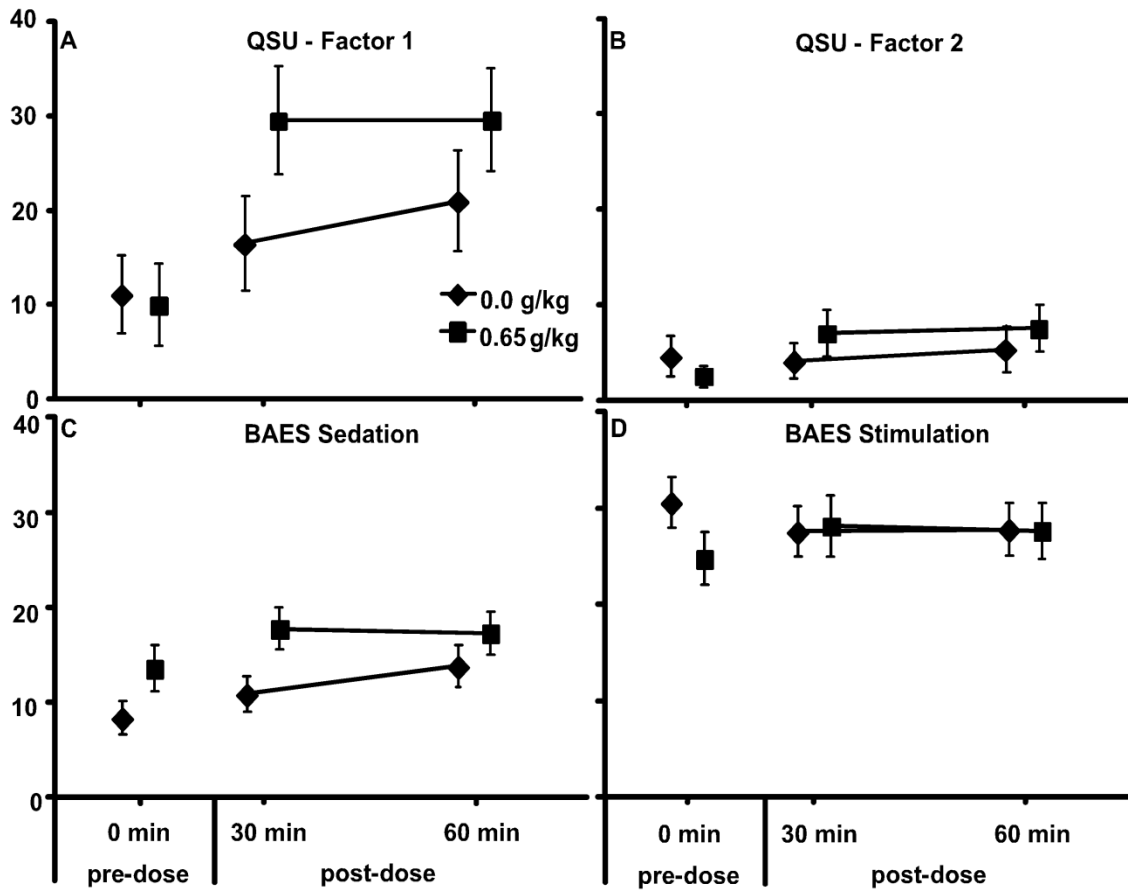 40
A
QSU - Factor 1
B
QSU - Factor 2
30
20
10
0.0 g/kg
0.65 g/kg
0
40
C
BAES Sedation
D
BAES Stimulation
30
20
10
0
0 min
30 min
60 min
0 min
30 min
60 min
pre-dose
post-dose
pre-dose
post-dose